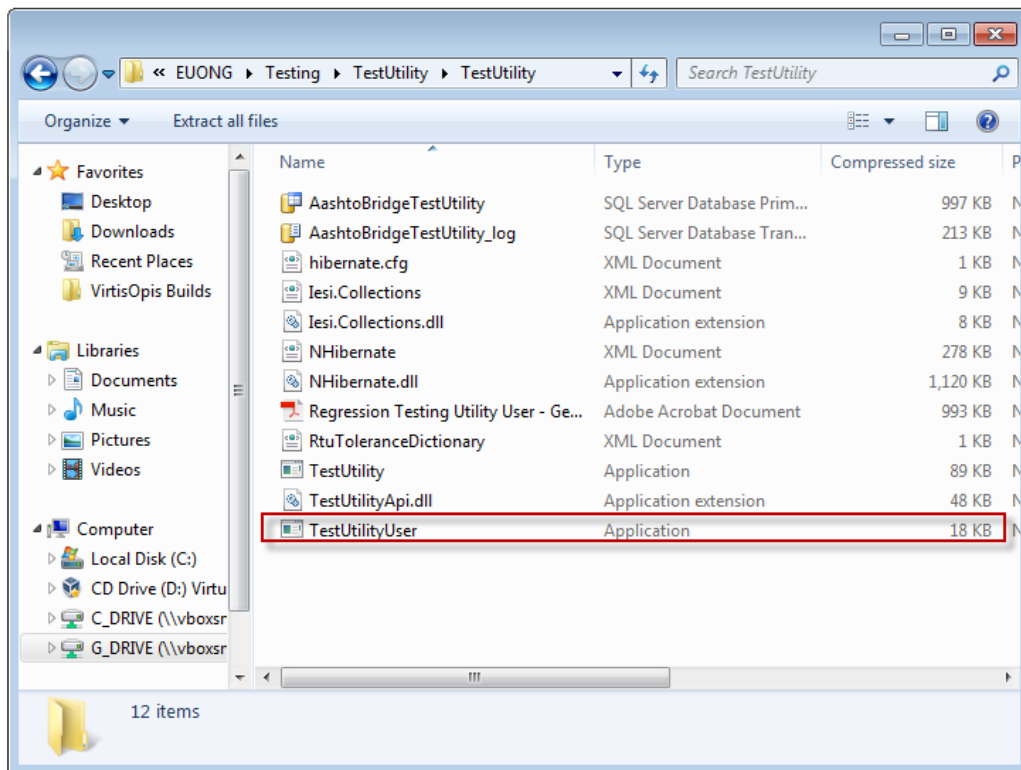 « EUONG ▸ Testing ▸ TestUtility ▸ TestUtility Search TestUtility
Organize ▾ Extract all files
Name Type Compressed size P
Favorites
Desktop
Downloads
Recent Places
VirtisOpis Builds
Libraries
Documents
Music
Pictures
Videos
Computer
Local Disk (C:)
CD Drive (D:) Virtu
C_DRIVE (\\vboxsr
G_DRIVE (\\vboxsr
AashtoBridgeTestUtility SQL Server Database Prim... 997 KB N
AashtoBridgeTestUtility_log SQL Server Database Tran... 213 KB N
hibernate.cfg XML Document 1 KB N
Iesi.Collections XML Document 9 KB N
Iesi.Collections.dll Application extension 8 KB N
NHibernate XML Document 278 KB N
NHibernate.dll Application extension 1,120 KB N
Regression Testing Utility User - Ge... Adobe Acrobat Document 993 KB N
RtuToleranceDictionary XML Document 1 KB N
TestUtility Application 89 KB N
TestUtilityApi.dll Application extension 48 KB N
TestUtilityUser Application 18 KB N
12 items